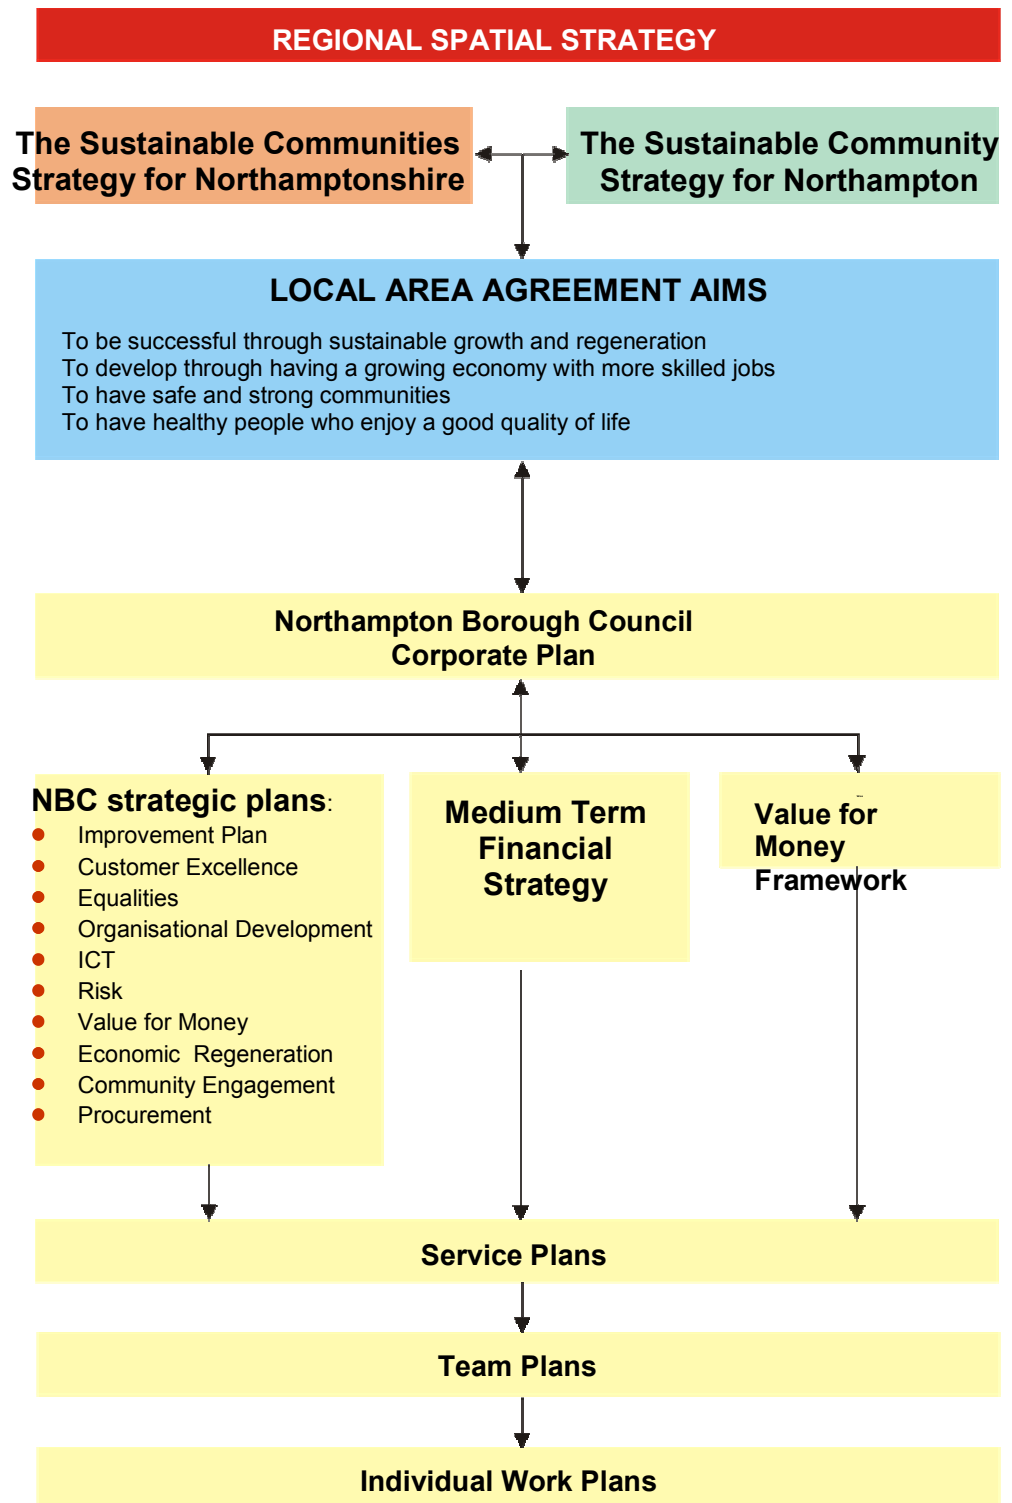 REGIONAL SPATIAL STRATEGY
The Sustainable Communities
Strategy for Northamptonshire
The Sustainable Community
Strategy for Northampton
LOCAL AREA AGREEMENT AIMS
To be successful through sustainable growth and regeneration
To develop through having a growing economy with more skilled jobs
To have safe and strong communities
To have healthy people who enjoy a good quality of life
Northampton Borough Council
Corporate Plan
NBC strategic plans:
● Improvement Plan
● Customer Excellence
● Equalities
● Organisational Development
● ICT
● Risk
● Value for Money
● Economic Regeneration
● Community Engagement
● Procurement
Medium Term
Financial
Strategy
Value for
Money
Framework
Service Plans
Team Plans
Individual Work Plans